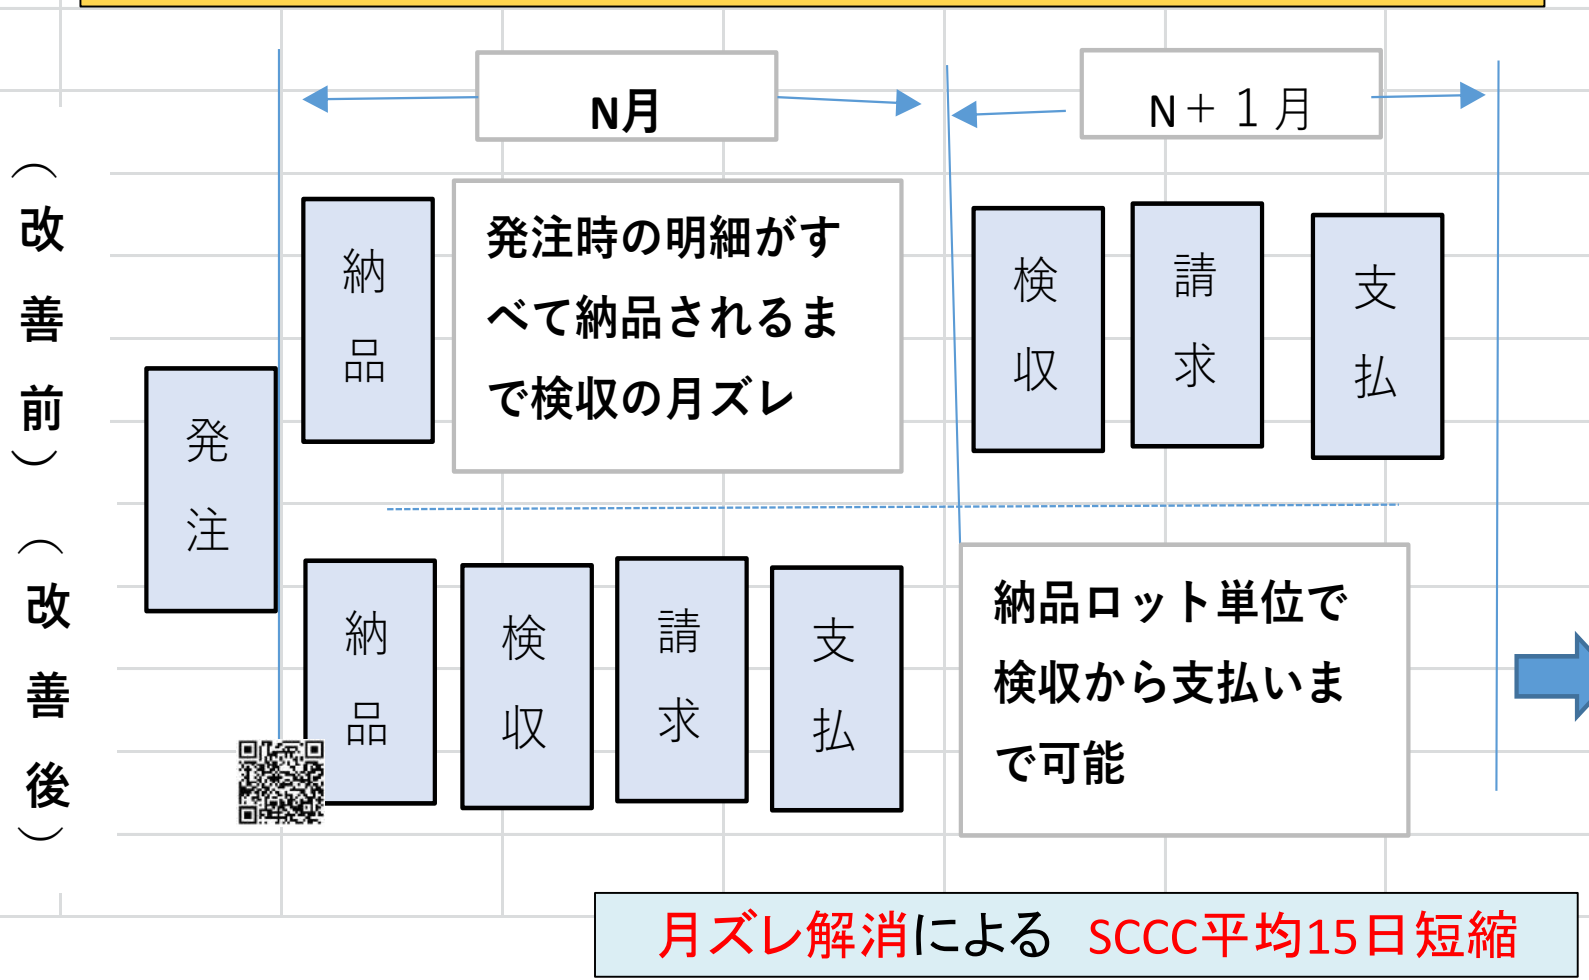 N月
N+１月
（改善前）
発注
納品
発注時の明細がす
べて納品されるま
で検収の月ズレ
検収
請求
支払
（改善後）
納品
検収
請求
支払
納品ロット単位で
検収から支払いま
で可能
月ズレ解消による SCCC平均15日短縮